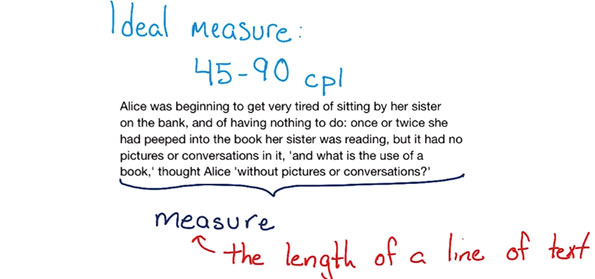 Ideal measure:
45-90 cpl
Alice was beginning to get very tired of sitting by her sister
on the bank, and of having nothing to do: once or twice she
had peeped into the book her sister was reading, but it had no
pictures or conversations in it, 'and what is the use of a
book,' thought Alice 'without pictures or conversations?'
measure
the length of a line of text